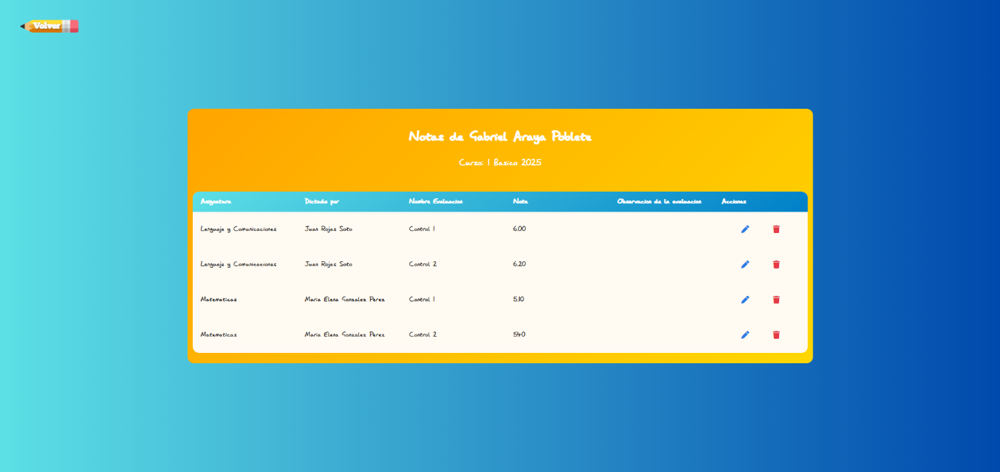 Volver
Notas de Gabriel Araya Poblete
Curso: 1 Basico 2025
Asignatura Dictado por Nombre Evaluacion Nota Observacion de la evaluacion Acciones
Lenguaje y Comunicaciones Juan Rojas Soto Control 1 6.00
Lenguaje y Comunicaciones Juan Rojas Soto Control 2 6.20
Matematicas Maria Elena Gonzalez Perez Control 1 5.10
Matematicas Maria Elena Gonzalez Perez Control 2 5.40